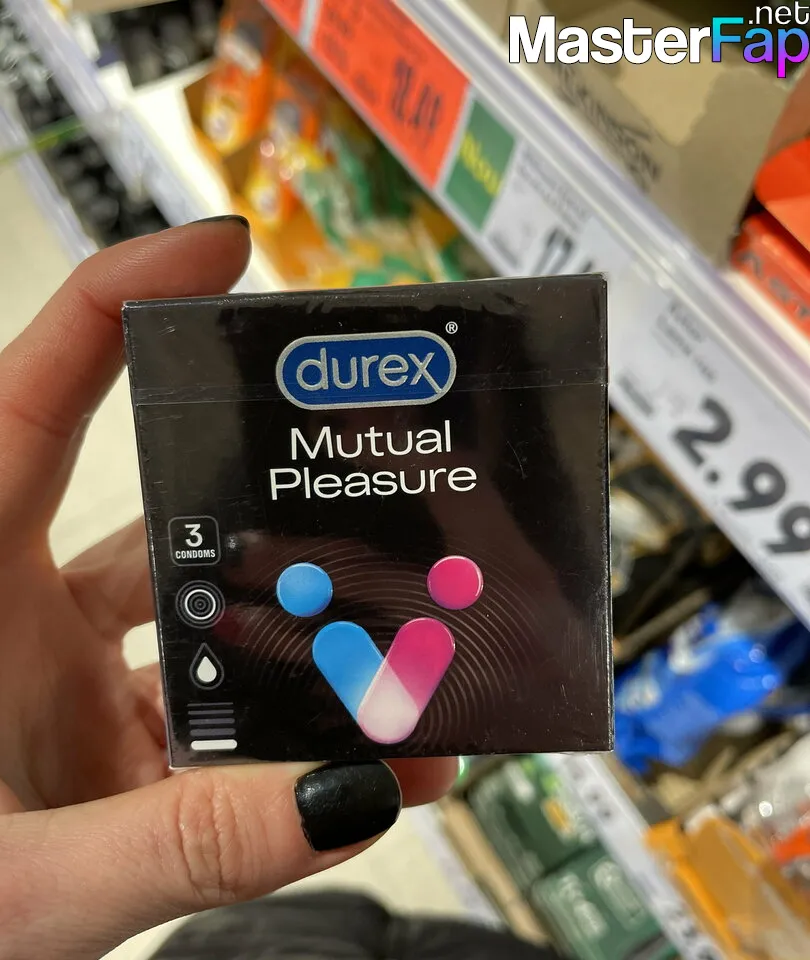 .net
MasterFap
durex®
Mutual
Pleasure
3
CONDOMS
2.99